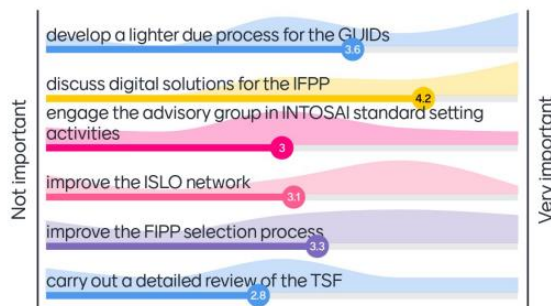 develop a lighter due process for the GUIDs
3.6
discuss digital solutions for the IFPP
4.2
engage the advisory group in INTOSAI standard setting
activities
3
improve the ISLO network
3.1
improve the FIPP selection process
3.3
carry out a detailed review of the TSF
2.8
Not important
Very important